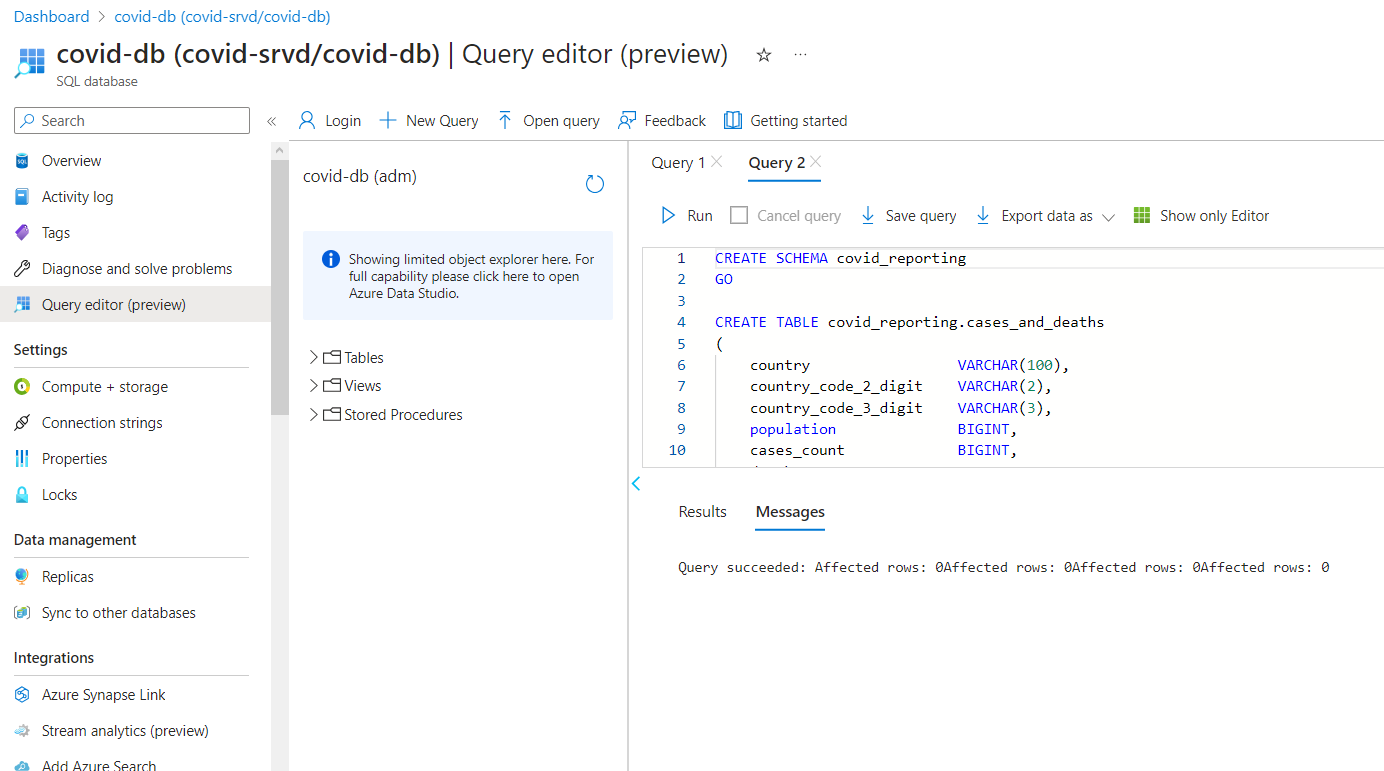 Dashboard > covid-db (covid-srvd/covid-db)
covid-db (covid-srvd/covid-db) | Query editor (preview)
SQL database
Search
Overview
Activity log
Tags
Diagnose and solve problems
Query editor (preview)
Settings
Compute + storage
Connection strings
Properties
Locks
Data management
Replicas
Sync to other databases
Integrations
Azure Synapse Link
Stream analytics (preview)
Add Azure Search
Login
New Query
Open query
Feedback
Getting started
covid-db (adm)
Showing limited object explorer here. For
full capability please click here to open
Azure Data Studio.
Tables
Views
Stored Procedures
Query 1 Query 2
Run Cancel query Save query Export data as Show only Editor
1 CREATE SCHEMA covid_reporting
2 GO
3
4 CREATE TABLE covid_reporting.cases_and_deaths
5 (
6 country VARCHAR(100),
7 country_code_2_digit VARCHAR(2),
8 country_code_3_digit VARCHAR(3),
9 population BIGINT,
10 cases_count BIGINT,
Results Messages
Query succeeded: Affected rows: 0Affected rows: 0Affected rows: 0Affected rows: 0